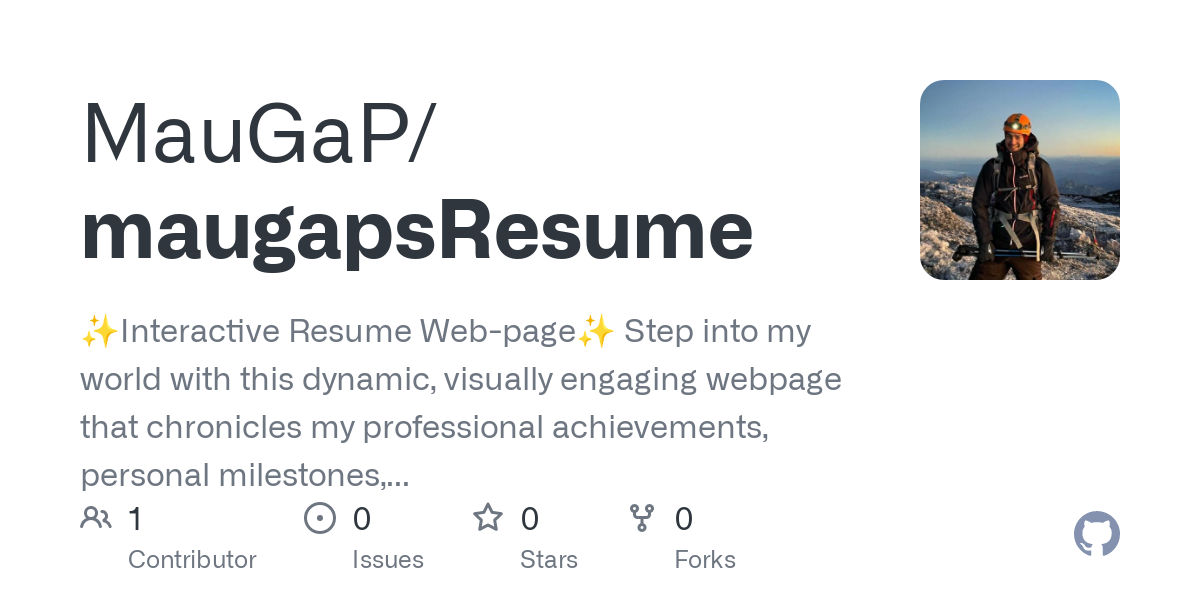 MauGaP/
maugapsResume
✨Interactive Resume Web-page✨ Step into my
world with this dynamic, visually engaging webpage
that chronicles my professional achievements,
personal milestones,...
1 0 0 0
Contributor Issues Stars Forks